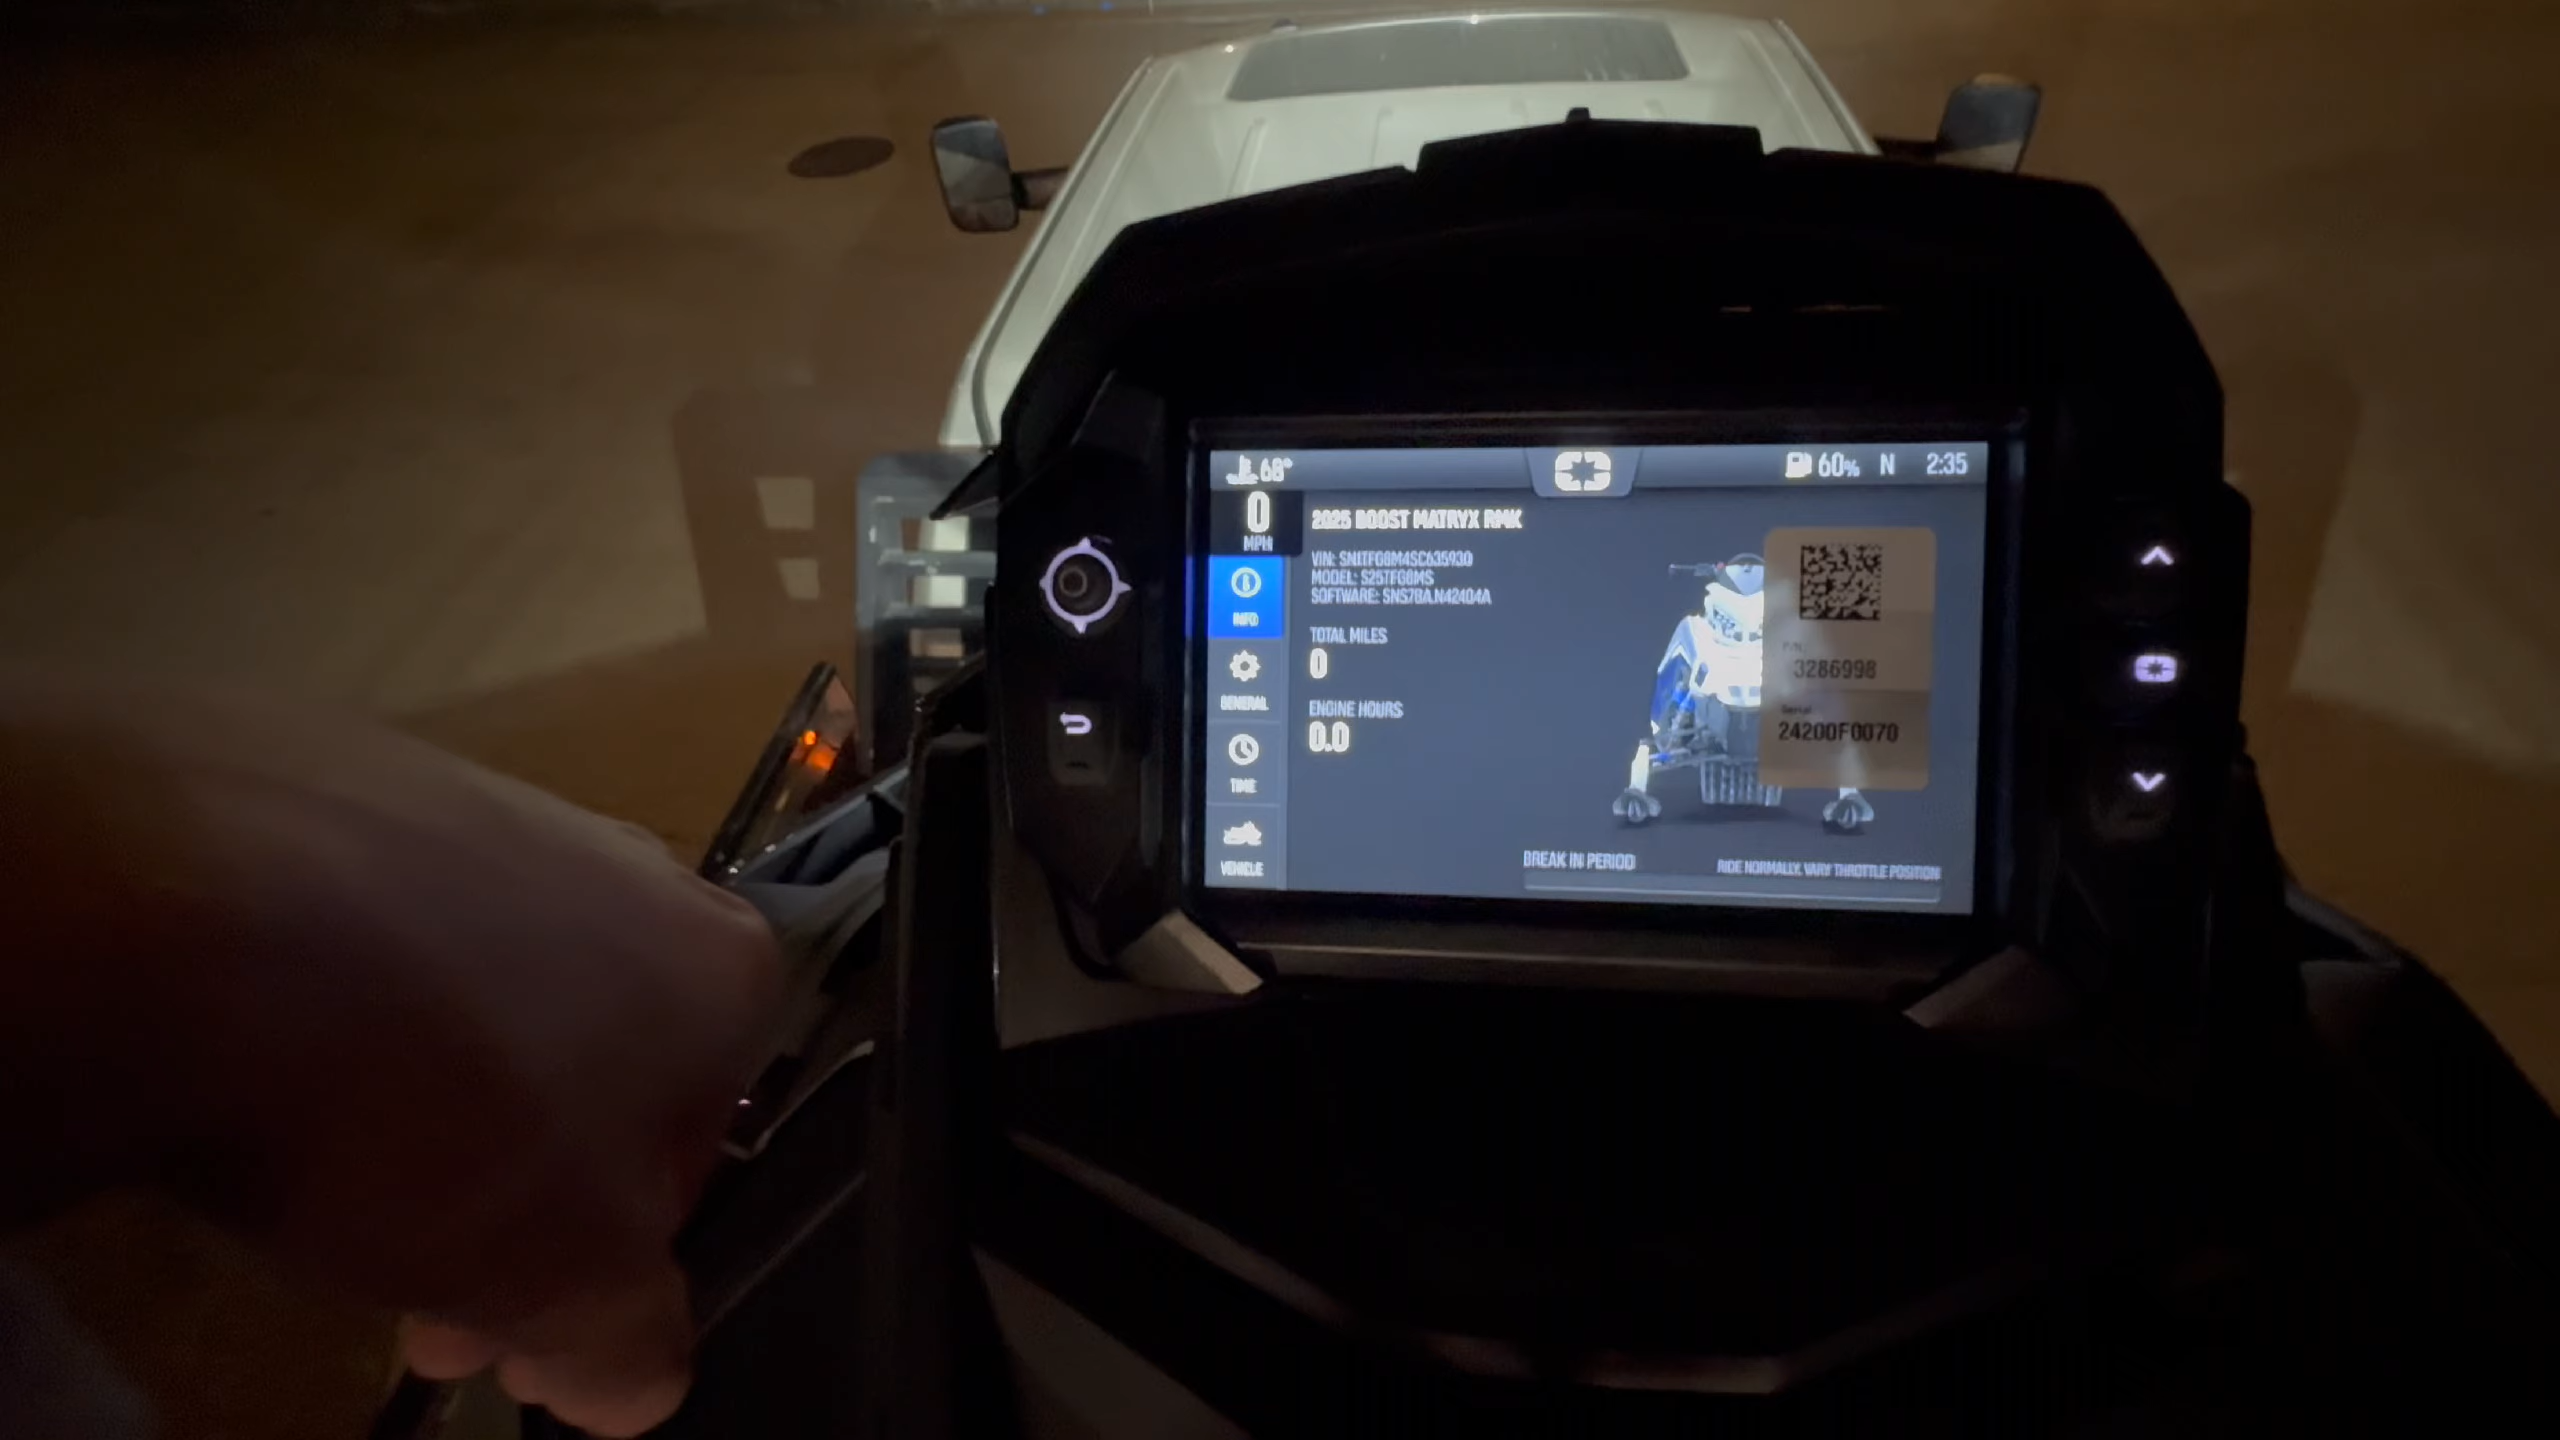 68°
60% N 2:35
0
MPH
2025 BOOST MATRYX RMK
VIN: SN1TFG8M4SC635930
MODEL: S25TFG8MS
SOFTWARE: SNS7BA.N42404A
INFO
TOTAL MILES
0
GENERAL
ENGINE HOURS
0.0
TIME
VEHICLE
P/N:
3286998
Serial
24200F0070
BREAK IN PERIOD
RIDE NORMALLY, VARY THROTTLE POSITION